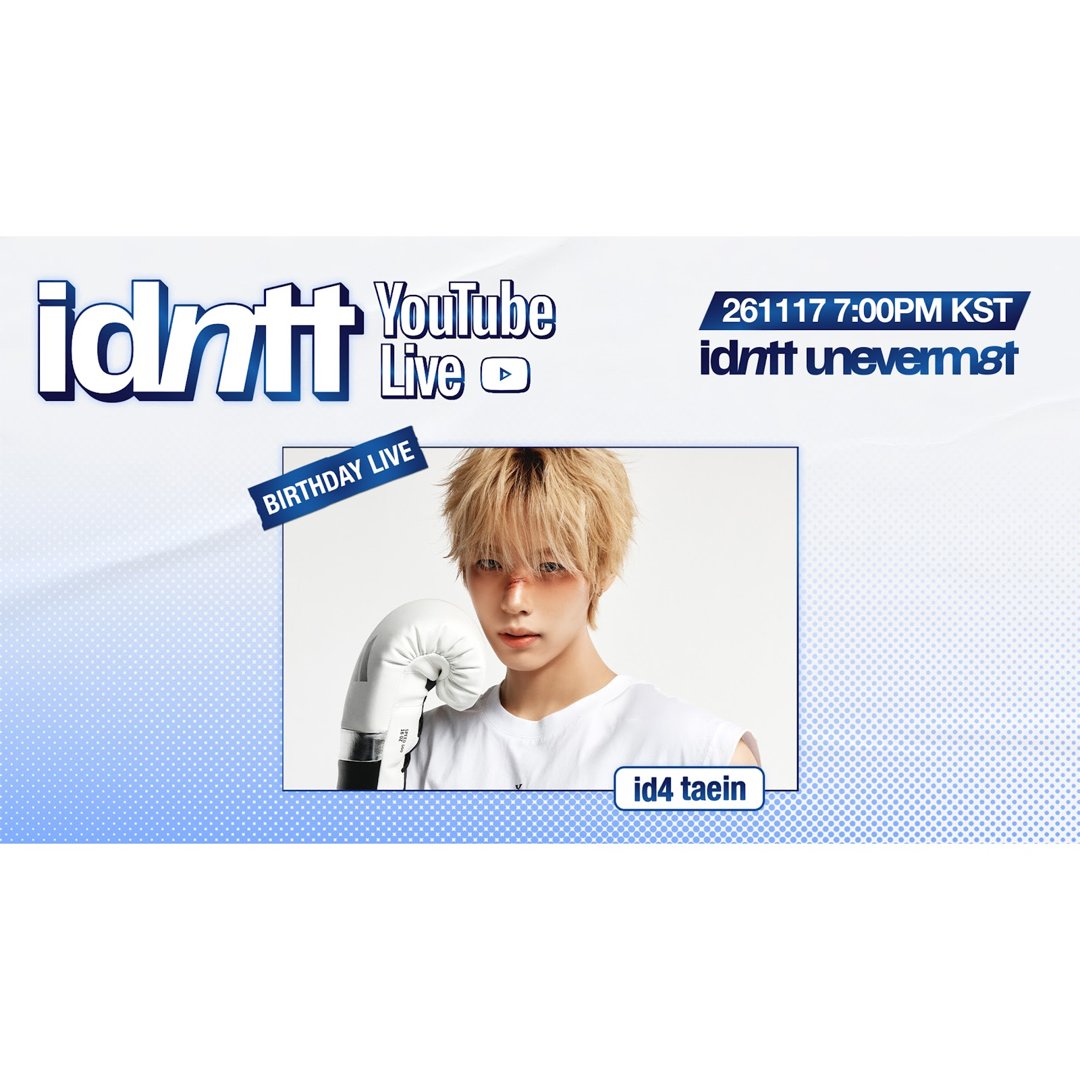 idntt
YouTube
Live
261117 7:00PM KST
idntt unevermet
BIRTHDAY LIVE
id4 taein